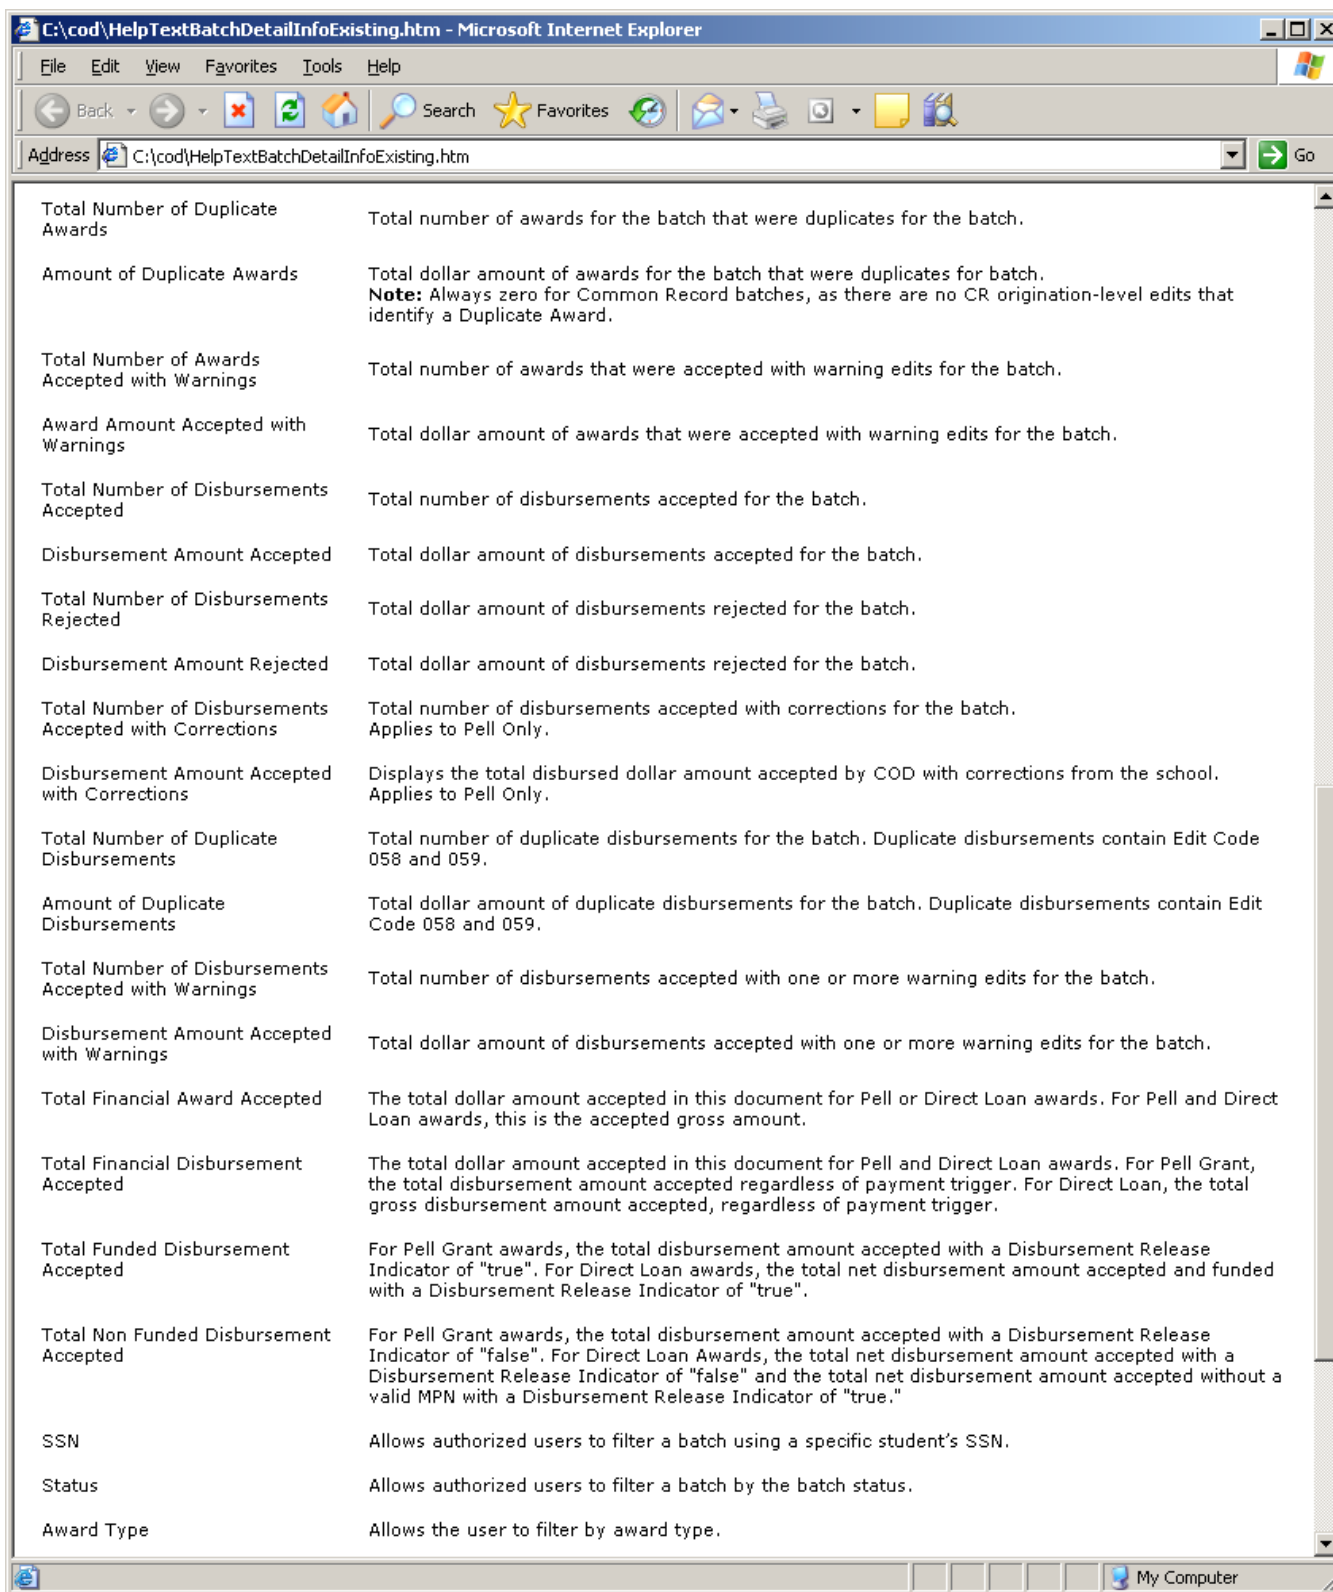 C:\cod\HelpTextBatchDetailInfoExisting.htm - Microsoft Internet Explorer
File Edit View Favorites Tools Help
Back Search Favorites
Address C:\cod\HelpTextBatchDetailInfoExisting.htm Go
Total Number of Duplicate
Awards
Total number of awards for the batch that were duplicates for the batch.
Amount of Duplicate Awards
Total dollar amount of awards for the batch that were duplicates for batch.
Note: Always zero for Common Record batches, as there are no CR origination-level edits that
identify a Duplicate Award.
Total Number of Awards
Accepted with Warnings
Total number of awards that were accepted with warning edits for the batch.
Award Amount Accepted with
Warnings
Total dollar amount of awards that were accepted with warning edits for the batch.
Total Number of Disbursements
Accepted
Total number of disbursements accepted for the batch.
Disbursement Amount Accepted
Total dollar amount of disbursements accepted for the batch.
Total Number of Disbursements
Rejected
Total dollar amount of disbursements rejected for the batch.
Disbursement Amount Rejected
Total dollar amount of disbursements rejected for the batch.
Total Number of Disbursements
Accepted with Corrections
Total number of disbursements accepted with corrections for the batch.
Applies to Pell Only.
Disbursement Amount Accepted
with Corrections
Displays the total disbursed dollar amount accepted by COD with corrections from the school.
Applies to Pell Only.
Total Number of Duplicate
Disbursements
Total number of duplicate disbursements for the batch. Duplicate disbursements contain Edit Code
058 and 059.
Amount of Duplicate
Disbursements
Total dollar amount of duplicate disbursements for the batch. Duplicate disbursements contain Edit
Code 058 and 059.
Total Number of Disbursements
Accepted with Warnings
Total number of disbursements accepted with one or more warning edits for the batch.
Disbursement Amount Accepted
with Warnings
Total dollar amount of disbursements accepted with one or more warning edits for the batch.
Total Financial Award Accepted
The total dollar amount accepted in this document for Pell or Direct Loan awards. For Pell and Direct
Loan awards, this is the accepted gross amount.
Total Financial Disbursement
Accepted
The total dollar amount accepted in this document for Pell and Direct Loan awards. For Pell Grant,
the total disbursement amount accepted regardless of payment trigger. For Direct Loan, the total
gross disbursement amount accepted, regardless of payment trigger.
Total Funded Disbursement
Accepted
For Pell Grant awards, the total disbursement amount accepted with a Disbursement Release
Indicator of "true". For Direct Loan awards, the total net disbursement amount accepted and funded
with a Disbursement Release Indicator of "true".
Total Non Funded Disbursement
Accepted
For Pell Grant awards, the total disbursement amount accepted with a Disbursement Release
Indicator of "false". For Direct Loan Awards, the total net disbursement amount accepted with a
Disbursement Release Indicator of "false" and the total net disbursement amount accepted without a
valid MPN with a Disbursement Release Indicator of "true."
SSN
Allows authorized users to filter a batch using a specific student’s SSN.
Status
Allows authorized users to filter a batch by the batch status.
Award Type
Allows the user to filter by award type.
My Computer